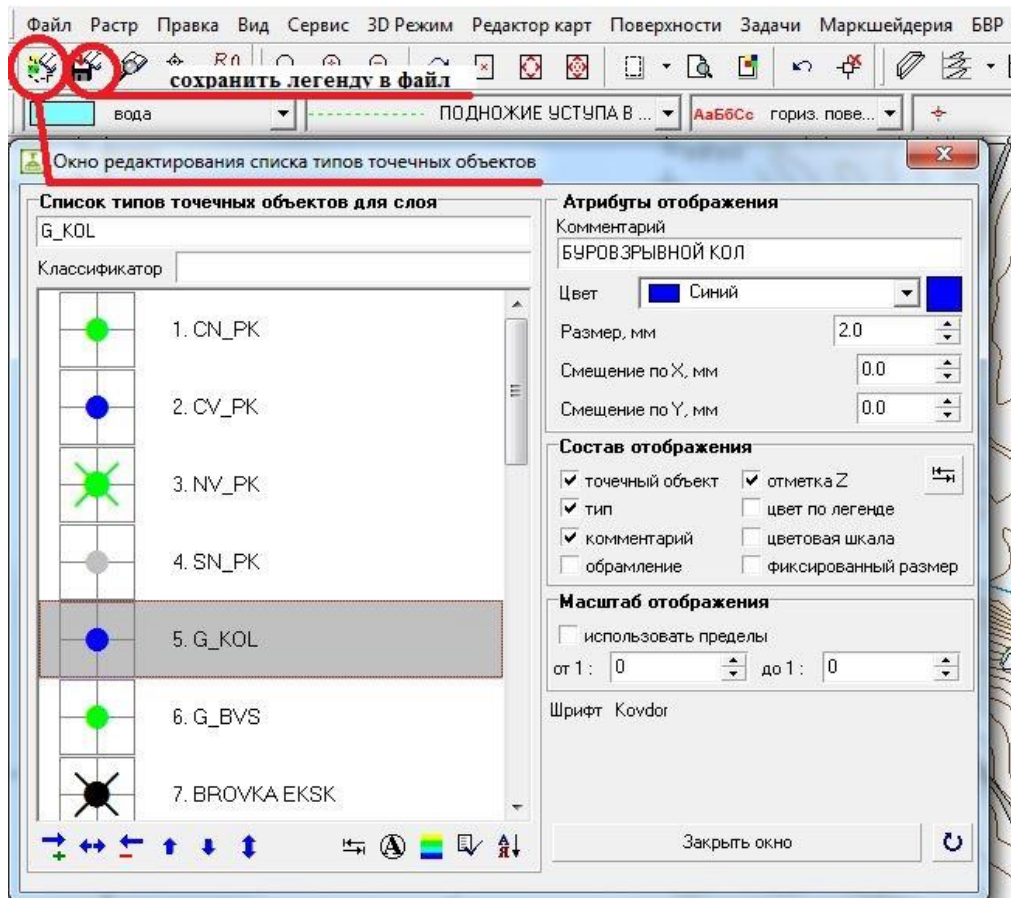 Файл Растр Правка Вид Сервис 3D Режим Редактор карт Поверхности Задачи Маркшейдерия БВР
сохранить легенду в файл
вода
ПОДНОЖИЕ УСТУПА В ...
АаБбСс гориз. пове...
Окно редактирования списка типов точечных объектов
Список типов точечных объектов для слоя
G_KOL
Классификатор
1. CN_PK
2. CV_PK
3. NV_PK
4. SN_PK
5. G_KOL
6. G_BVS
7. BROVKA EKSK
Атрибуты отображения
Комментарий
БУРОВЗРЫВНОЙ КОЛ
Цвет Синий
Размер, мм 2.0
Смещение по X, мм 0.0
Смещение по Y, мм 0.0
Состав отображения
точечный объект отметка Z
тип цвет по легенде
комментарий цветовая шкала
обрамление фиксированный размер
Масштаб отображения
использовать пределы
от 1 : 0 до 1 : 0
Шрифт Kovdor
Закрыть окно